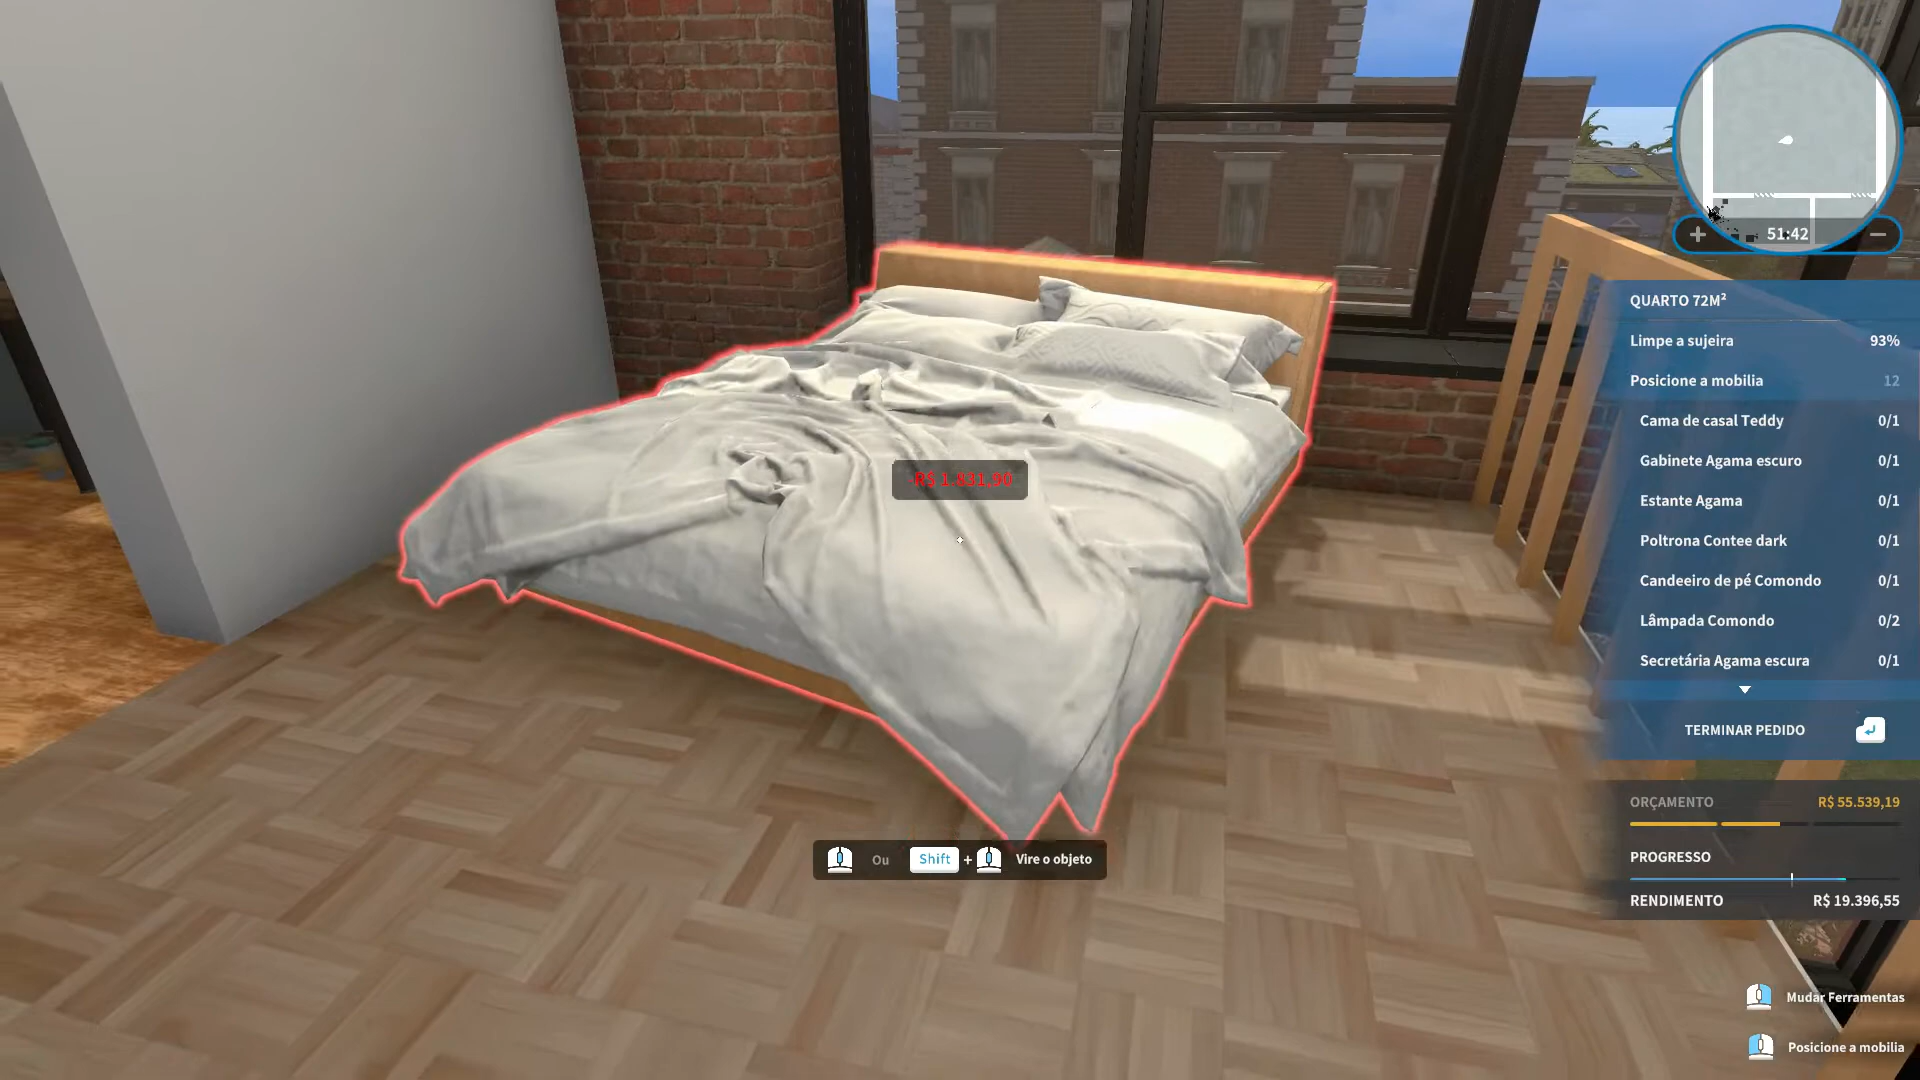 51:42
QUARTO 72M²
Limpe a sujeira 93%
Posicione a mobilia 12
Cama de casal Teddy 0/1
Gabinete Agama escuro 0/1
Estante Agama 0/1
Poltrona Contee dark 0/1
Candeeiro de pé Comondo 0/1
Lâmpada Comondo 0/2
Secretária Agama escura 0/1
TERMINAR PEDIDO
-R$ 1.831,90
ORÇAMENTO R$ 55.539,19
PROGRESSO
RENDIMENTO R$ 19.396,55
Ou Shift + Vire o objeto
Mudar Ferramentas
Posicione a mobilia